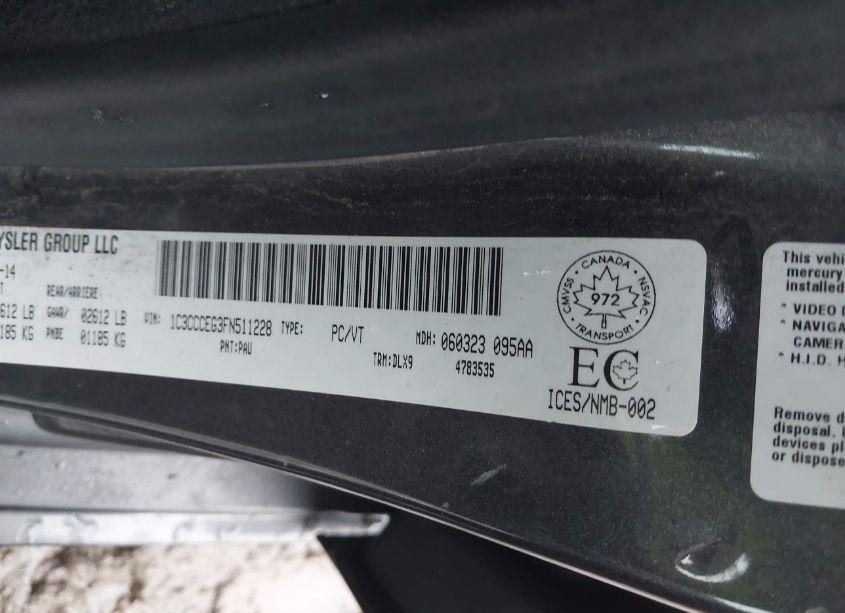 YSLER GROUP LLC
-14
T REAR/ARRIERE
2612 LB GAWR/ 02612 LB
1185 KG PNBE 01185 KG
VIN: 1C3CCCEG3FN511228 TYPE: PC/VT MDH: 060323 095AA
PNT:PAU TRM:DLX9 4783535
CANADA
CMVSS 972 NSVAC
TRANSPORT
EC
ICES/NMB-002
This vehi
mercury
installed
* VIDEO D
* NAVIGA
CAMER
* H.I.D. H
Remove d
disposal. U
devices pl
or dispose